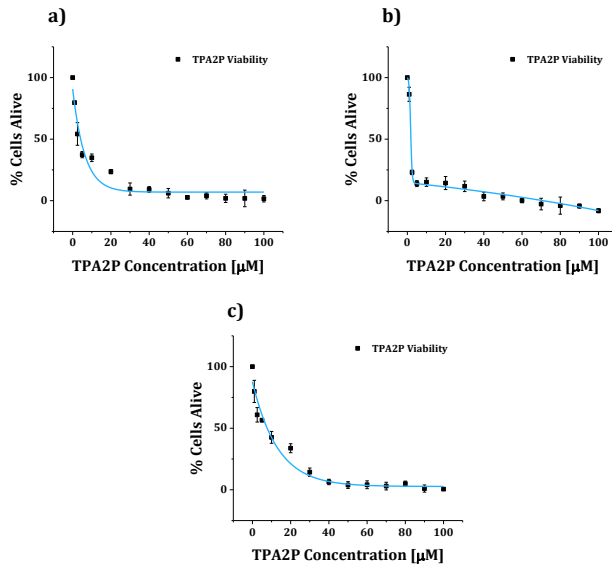 a)
TPA2P Viability
100
50
0
% Cells Alive
0 20 40 60 80 100
TPA2P Concentration [µM]
b)
TPA2P Viability
100
50
0
% Cells Alive
0 20 40 60 80 100
TPA2P Concentration [µM]
c)
TPA2P Viability
100
50
0
% Cells Alive
0 20 40 60 80 100
TPA2P Concentration [µM]